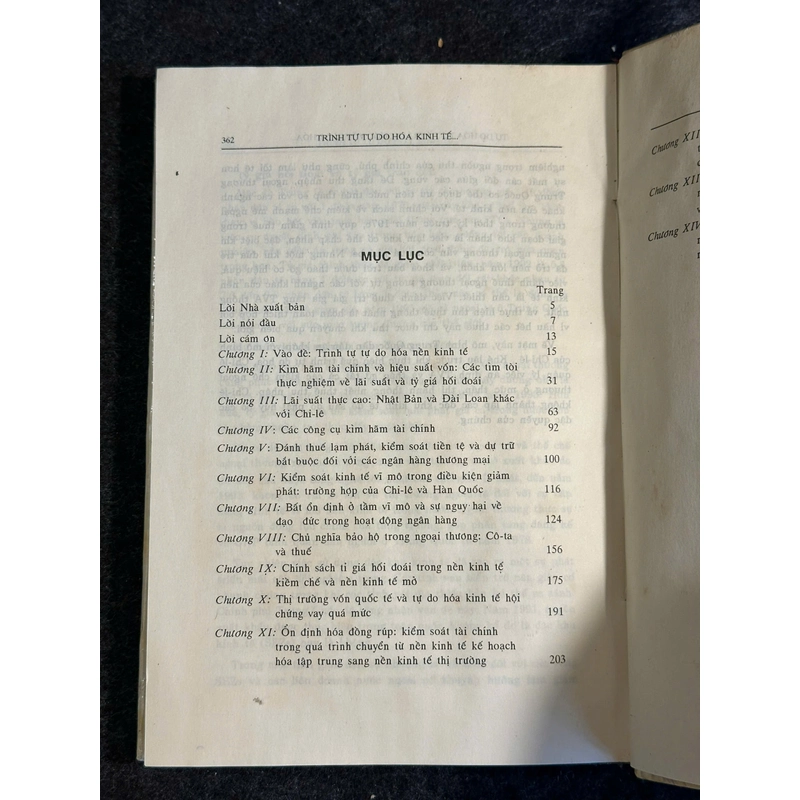 362
TRÌNH TỰ TỰ DO HÓA KINH TẾ...
MỤC LỤC
Trang
Lời Nhà xuất bản 5
Lời nói đầu 7
Lời cám ơn 13
Chương I: Vào đề: Trình tự tự do hóa nền kinh tế 15
Chương II: Kìm hãm tài chính và hiệu suất vốn: Các tìm tòi
thực nghiệm về lãi suất và tỷ giá hối đoái 31
Chương III: Lãi suất thực cao: Nhật Bản và Đài Loan khác
với Chi-lê 63
Chương IV: Các công cụ kìm hãm tài chính 92
Chương V: Đánh thuế lạm phát, kiểm soát tiền tệ và dự trữ
bắt buộc đối với các ngân hàng thương mại 100
Chương VI: Kiểm soát kinh tế vĩ mô trong điều kiện giảm
phát: trường hợp của Chi-lê và Hàn Quốc 116
Chương VII: Bất ổn định ở tầm vĩ mô và sự nguy hại về
đạo đức trong hoạt động ngân hàng 124
Chương VIII: Chủ nghĩa bảo hộ trong ngoại thương: Cô-ta
và thuế 156
Chương IX: Chính sách tỉ giá hối đoái trong nền kinh tế
kiềm chế và nền kinh tế mở 175
Chương X: Thị trường vốn quốc tế và tự do hóa kinh tế hội
chứng vay quá mức 191
Chương XI: Ổn định hóa đồng rúp: kiểm soát tài chính
trong quá trình chuyển từ nền kinh tế kế hoạch
hóa tập trung sang nền kinh tế thị trường 203
Chương XII
Chương XII
Chương XIV